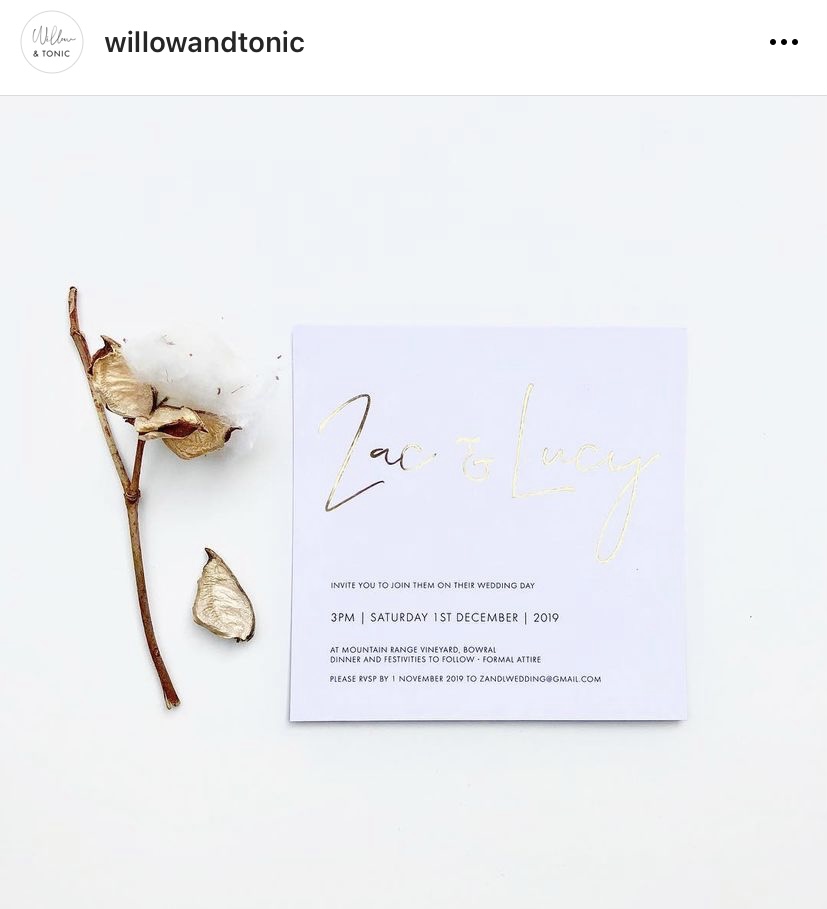 Willow
& TONIC
willowandtonic
Zac & Lucy
INVITE YOU TO JOIN THEM ON THEIR WEDDING DAY
3PM | SATURDAY 1ST DECEMBER | 2019
AT MOUNTAIN RANGE VINEYARD, BOWRAL
DINNER AND FESTIVITIES TO FOLLOW - FORMAL ATTIRE
PLEASE RVSP BY 1 NOVEMBER 2019 TO ZANDLWEDDING@GMAIL.COM